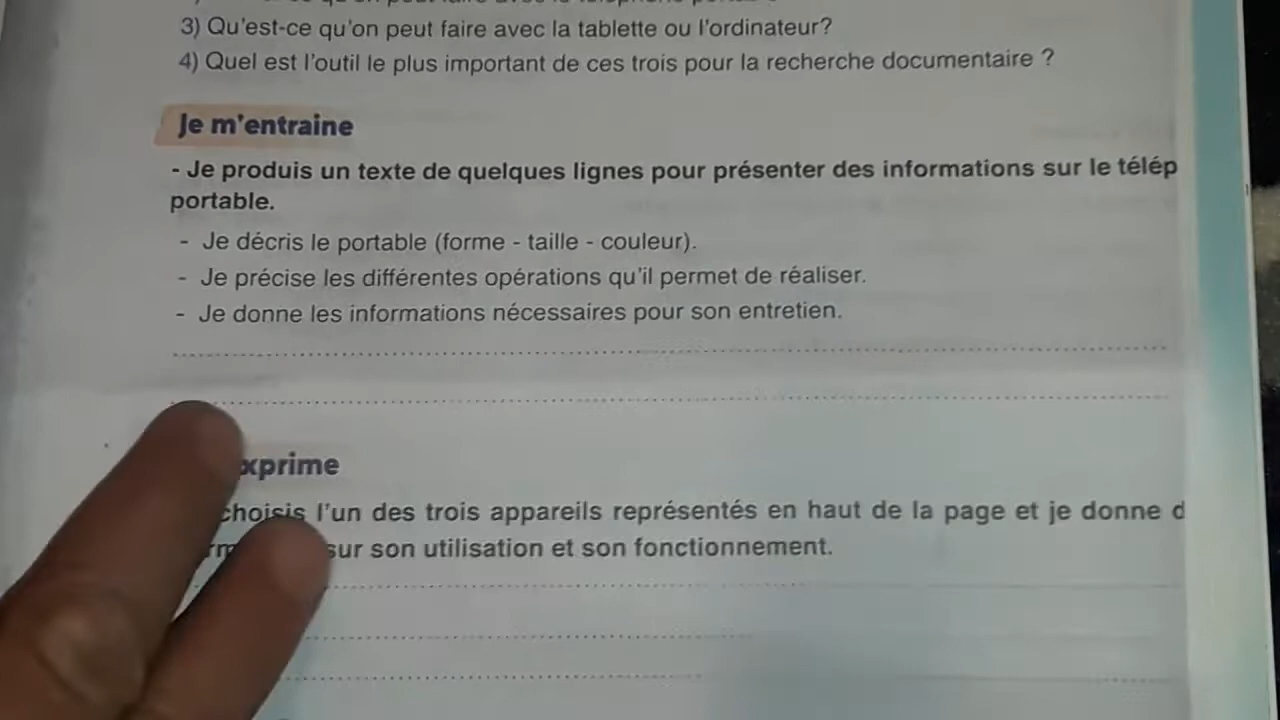 3) Qu'est-ce qu'on peut faire avec la tablette ou l'ordinateur?
4) Quel est l'outil le plus important de ces trois pour la recherche documentaire ?
Je m'entraine
- Je produis un texte de quelques lignes pour présenter des informations sur le télép
portable.
- Je décris le portable (forme - taille - couleur).
- Je précise les différentes opérations qu'il permet de réaliser.
- Je donne les informations nécessaires pour son entretien.
xprime
choisis l'un des trois appareils représentés en haut de la page et je donne d
sur son utilisation et son fonctionnement.